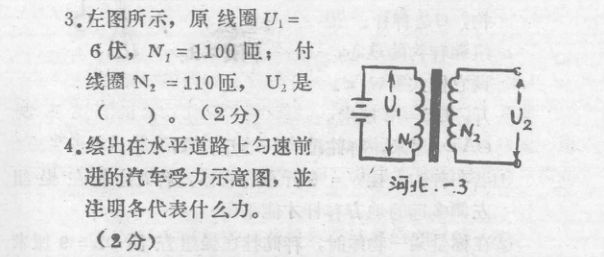 3.左图所示，原 线圈U₁=
6伏，N₁=1100匝；付
线圈 N₂=110匝，U₂是
（　）。（2分）
4.绘出在水平道路上匀速前
进的汽车受力示意图，並
注明各代表什么力。
（2分）
U₁
N₁
N₂
U₂
河北.-3